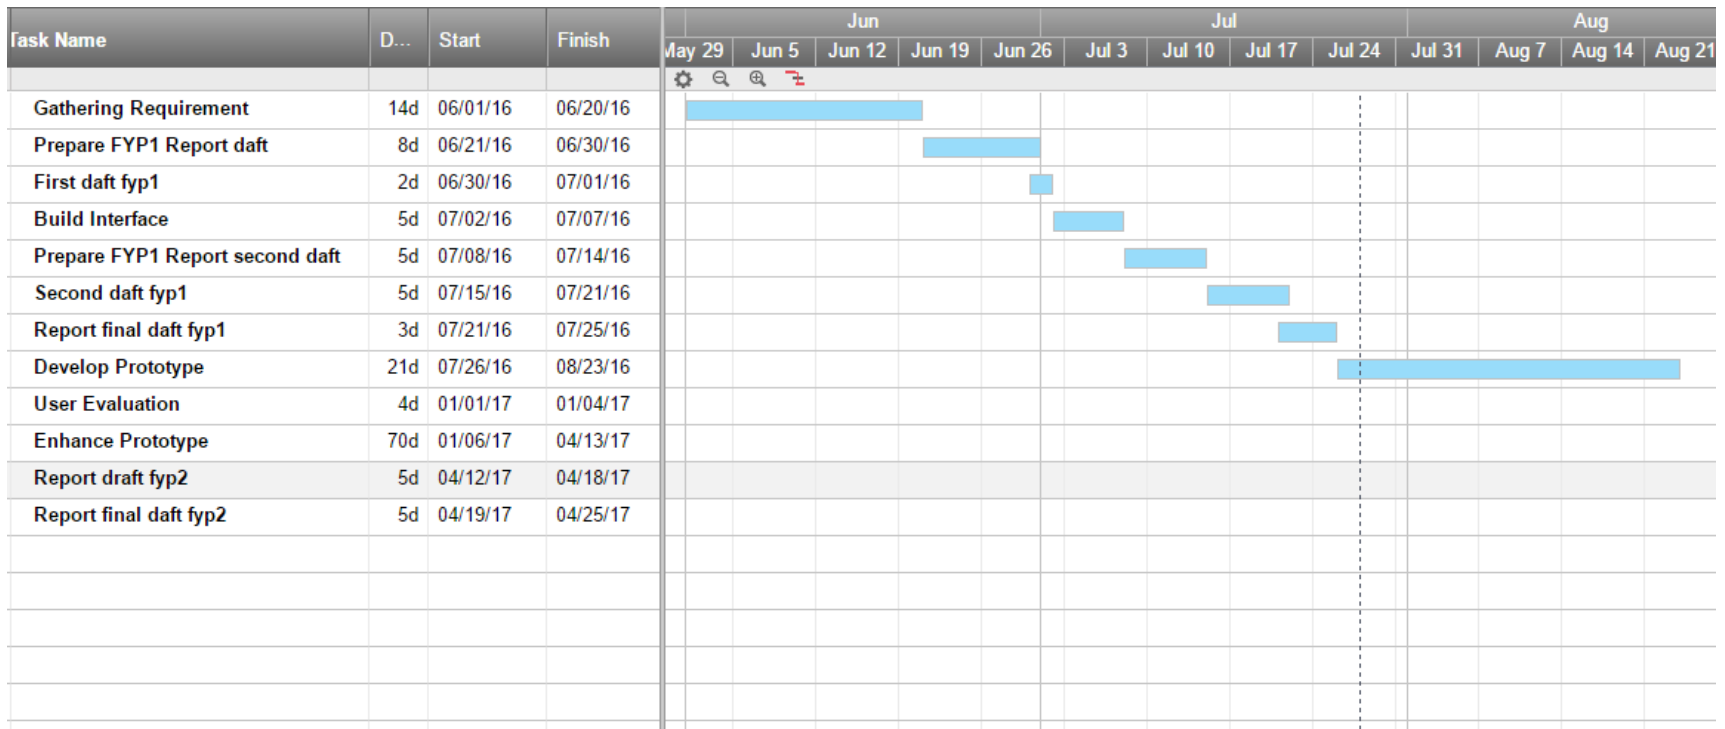 Jun Jul Aug
Task Name D... Start Finish
May 29 Jun 5 Jun 12 Jun 19 Jun 26 Jul 3 Jul 10 Jul 17 Jul 24 Jul 31 Aug 7 Aug 14 Aug 21
Gathering Requirement 14d 06/01/16 06/20/16
Prepare FYP1 Report daft 8d 06/21/16 06/30/16
First daft fyp1 2d 06/30/16 07/01/16
Build Interface 5d 07/02/16 07/07/16
Prepare FYP1 Report second daft 5d 07/08/16 07/14/16
Second daft fyp1 5d 07/15/16 07/21/16
Report final daft fyp1 3d 07/21/16 07/25/16
Develop Prototype 21d 07/26/16 08/23/16
User Evaluation 4d 01/01/17 01/04/17
Enhance Prototype 70d 01/06/17 04/13/17
Report draft fyp2 5d 04/12/17 04/18/17
Report final daft fyp2 5d 04/19/17 04/25/17